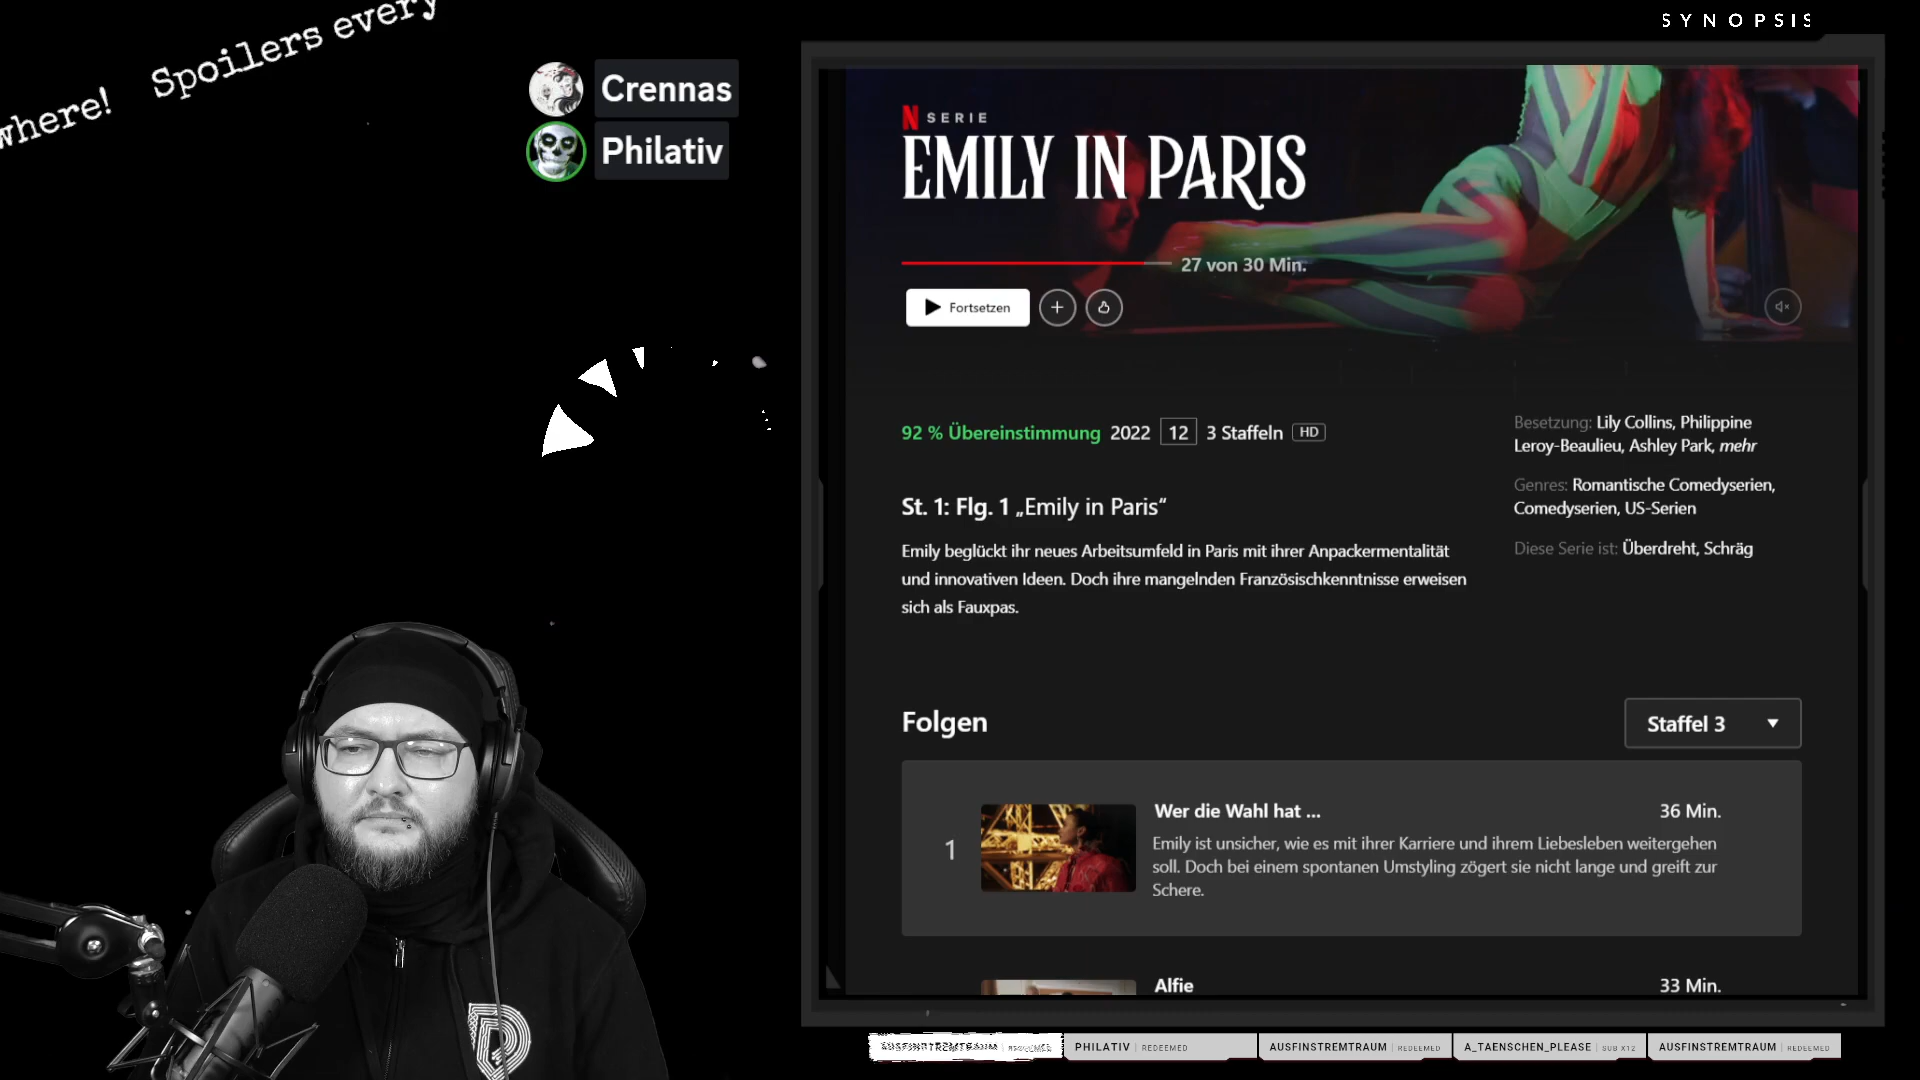 SYNOPSIS
where! Spoilers every
Crennas
Philativ
N SERIE
EMILY IN PARIS
27 von 30 Min.
Fortsetzen
92 % Übereinstimmung 2022 12 3 Staffeln HD
St. 1: Flg. 1 „Emily in Paris“
Emily beglückt ihr neues Arbeitsumfeld in Paris mit ihrer Anpackermentalität
und innovativen Ideen. Doch ihre mangelnden Französischkenntnisse erweisen
sich als Fauxpas.
Besetzung: Lily Collins, Philippine
Leroy-Beaulieu, Ashley Park, mehr
Genres: Romantische Comedyserien,
Comedyserien, US-Serien
Diese Serie ist: Überdreht, Schräg
Folgen
Staffel 3
1
Wer die Wahl hat ... 36 Min.
Emily ist unsicher, wie es mit ihrer Karriere und ihrem Liebesleben weitergehen
soll. Doch bei einem spontanen Umstyling zögert sie nicht lange und greift zur
Schere.
Alfie 33 Min.
PHILATIV | REDEEMED
AUSFINSTREMTRAUM | REDEEMED
A_TAENSCHEN_PLEASE | SUB X12
AUSFINSTREMTRAUM | REDEEMED